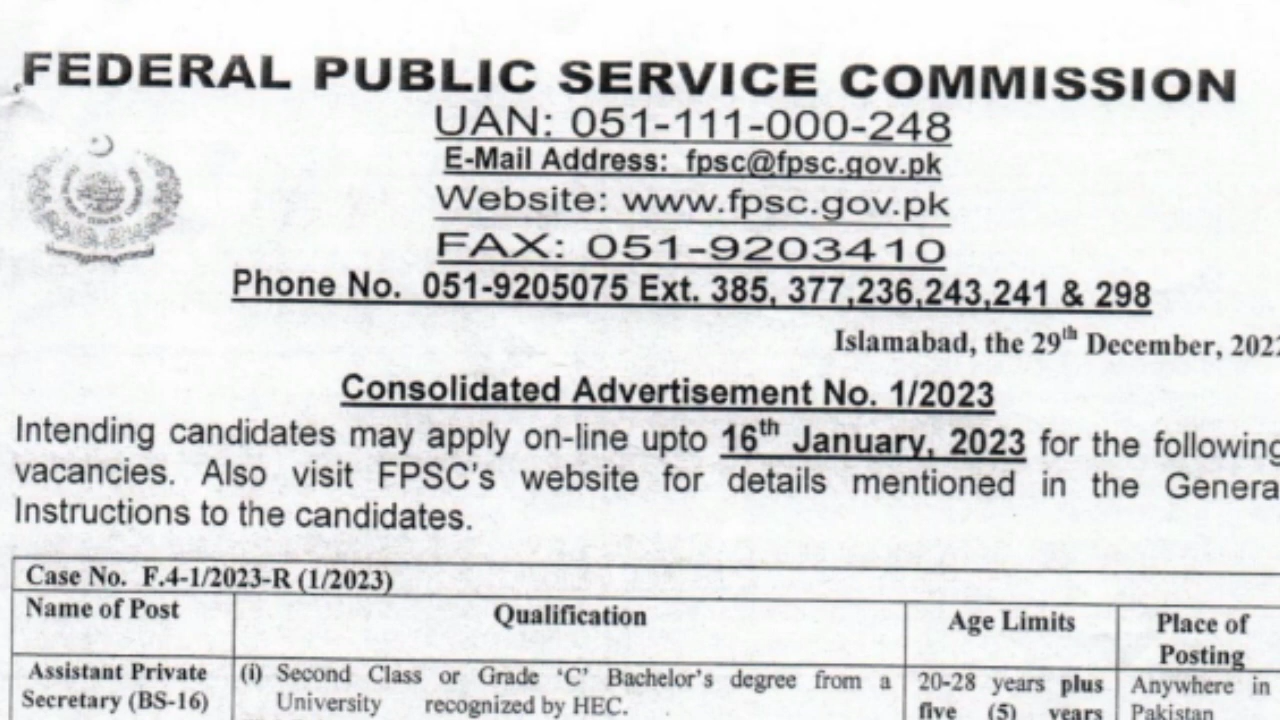 FEDERAL PUBLIC SERVICE COMMISSION
UAN: 051-111-000-248
E-Mail Address: fpsc@fpsc.gov.pk
Website: www.fpsc.gov.pk
FAX: 051-9203410
Phone No. 051-9205075 Ext. 385, 377,236,243,241 & 298
Islamabad, the 29th December, 2022
Consolidated Advertisement No. 1/2023
Intending candidates may apply on-line upto 16th January, 2023 for the following
vacancies. Also visit FPSC's website for details mentioned in the Genera
Instructions to the candidates.
Case No. F.4-1/2023-R (1/2023)
Name of Post Qualification Age Limits Place of
Posting
Assistant Private
Secretary (BS-16)
(i) Second Class or Grade 'C' Bachelor's degree from a
University recognized by HEC.
20-28 years plus
five (5) years
Anywhere in
Pakistan